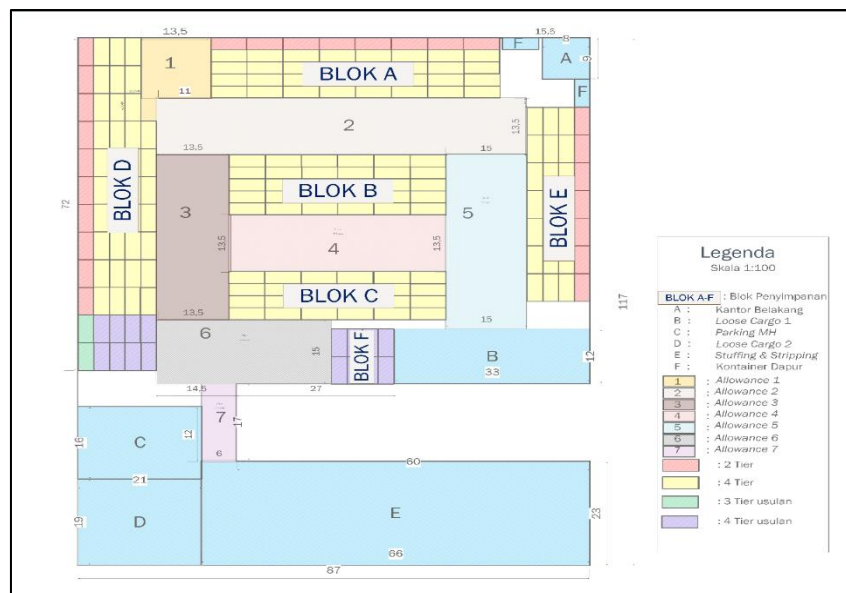 13,5
15,5
8
F
A
9
1
BLOK A
F
11
2
13,5
13,5
15
BLOK D
BLOK B
BLOK E
72
3
5
13,5
4
13,5
BLOK C
13,5
15
6
15
BLOK F
B
12
33
14,5
27
117
7
17
12
16
C
6
60
21
19
D
E
23
66
87
Legenda
Skala 1:100
BLOK A-F : Blok Penyimpanan
A : Kantor Belakang
B : Loose Cargo 1
C : Parking MH
D : Loose Cargo 2
E : Stuffing & Stripping
F : Kontainer Dapur
1 : Allowance 1
2 : Allowance 2
3 : Allowance 3
4 : Allowance 4
5 : Allowance 5
6 : Allowance 6
7 : Allowance 7
: 2 Tier
: 4 Tier
: 3 Tier usulan
: 4 Tier usulan